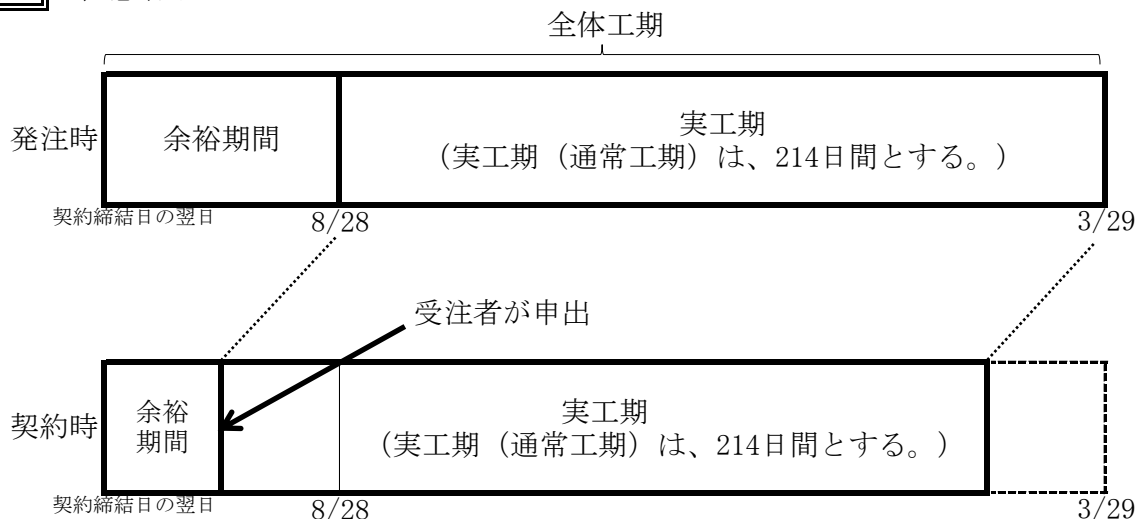 全体工期
発注時
余裕期間
実工期
(実工期(通常工期)は、214日間とする。)
契約締結日の翌日
8/28
3/29
受注者が申出
契約時
余裕
期間
実工期
(実工期(通常工期)は、214日間とする。)
契約締結日の翌日
8/28
3/29